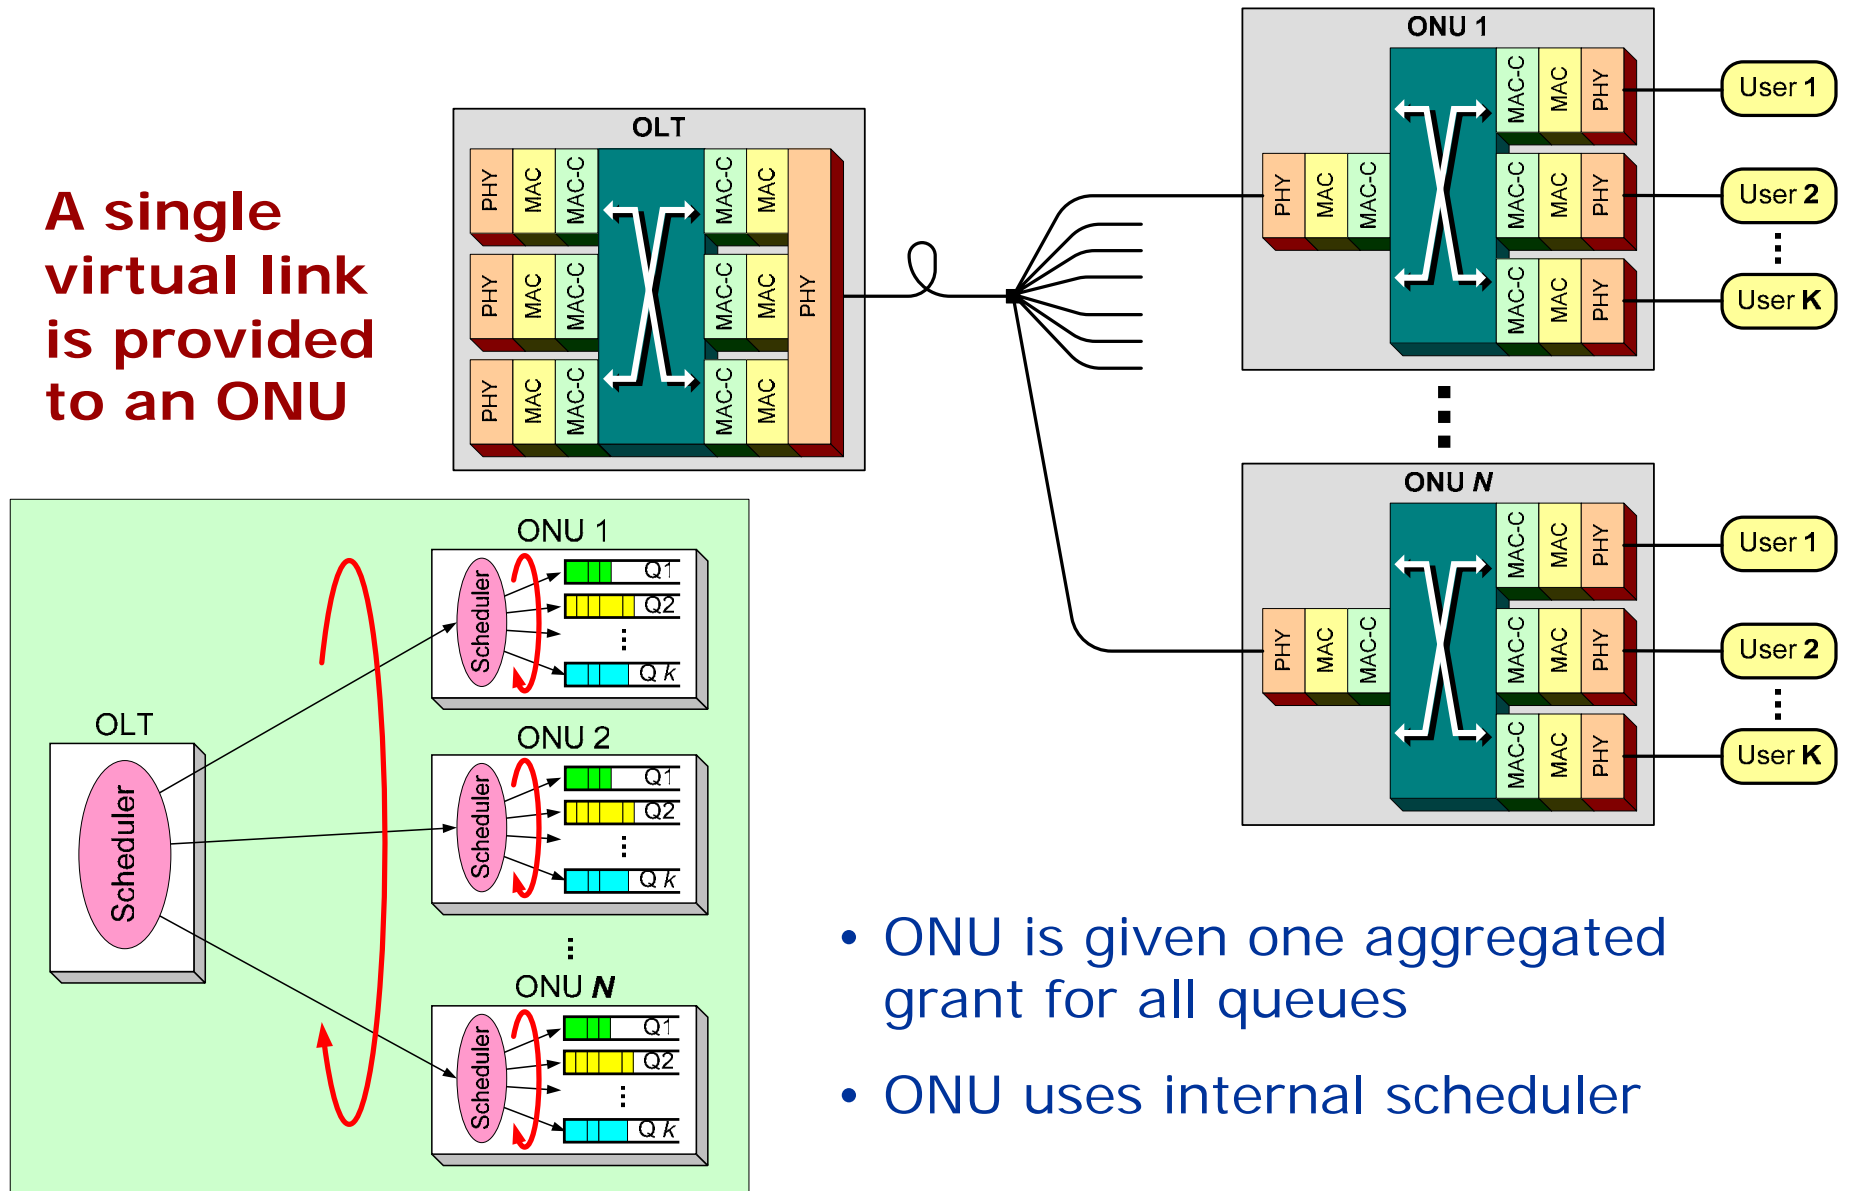 A single
virtual link
is provided
to an ONU
OLT
PHY MAC MAC-C MAC-C MAC
PHY MAC MAC-C MAC-C MAC PHY
PHY MAC MAC-C MAC-C MAC
ONU 1
MAC-C MAC PHY User 1
PHY MAC MAC-C MAC-C MAC PHY User 2
MAC-C MAC PHY User K
ONU N
MAC-C MAC PHY User 1
PHY MAC MAC-C MAC-C MAC PHY User 2
MAC-C MAC PHY User K
OLT
Scheduler
ONU 1
Scheduler
Q1
Q2
Q k
ONU 2
Scheduler
Q1
Q2
Q k
ONU N
Scheduler
Q1
Q2
Q k
• ONU is given one aggregated
grant for all queues
• ONU uses internal scheduler